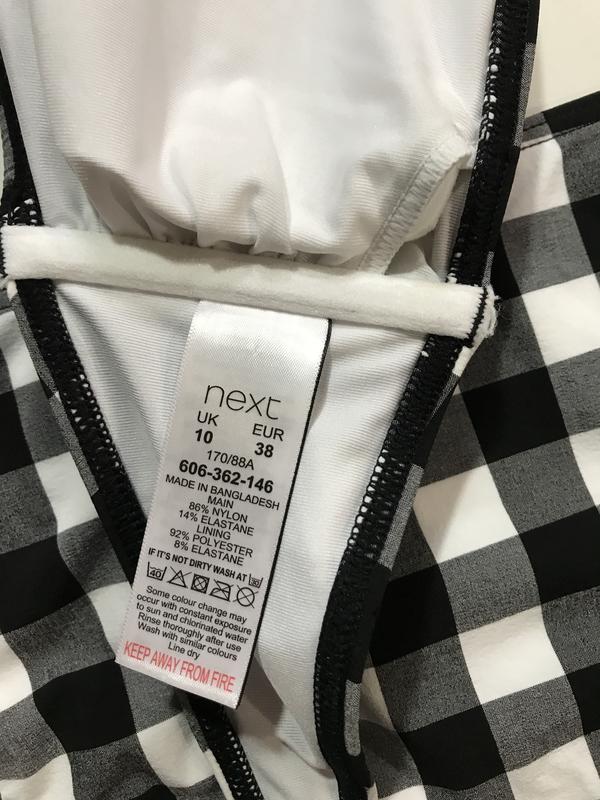 next
UK EUR
10 38
170/88A
606-362-146
MADE IN BANGLADESH
MAIN
86% NYLON
14% ELASTANE
LINING
92% POLYESTER
8% ELASTANE
IF IT'S NOT DIRTY WASH AT 30
40
Some colour change may
occur with constant exposure
to sun and chlorinated water
Rinse thoroughly after use
Wash with similar colours
Line dry
KEEP AWAY FROM FIRE